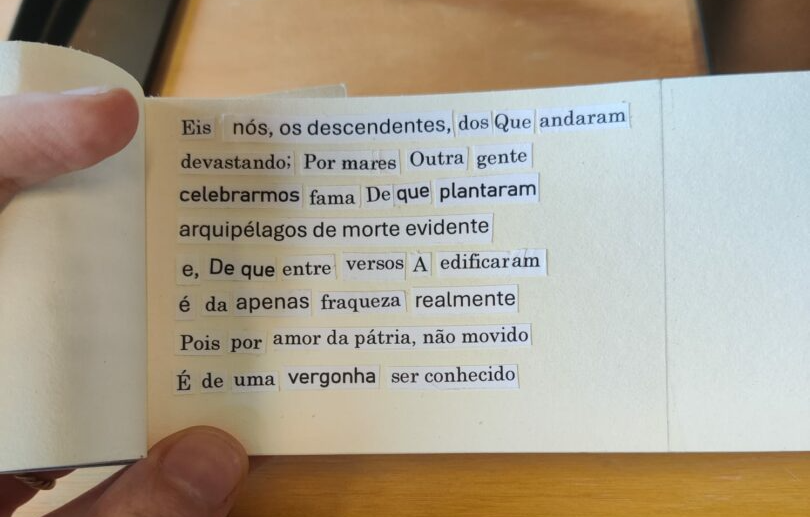 Eis nós, os descendentes, dos Que andaram
devastando; Por mares Outra gente
celebrarmos fama De que plantaram
arquipélagos de morte evidente
e, De que entre versos A edificaram
é da apenas fraqueza realmente
Pois por amor da pátria, não movido
É de uma vergonha ser conhecido